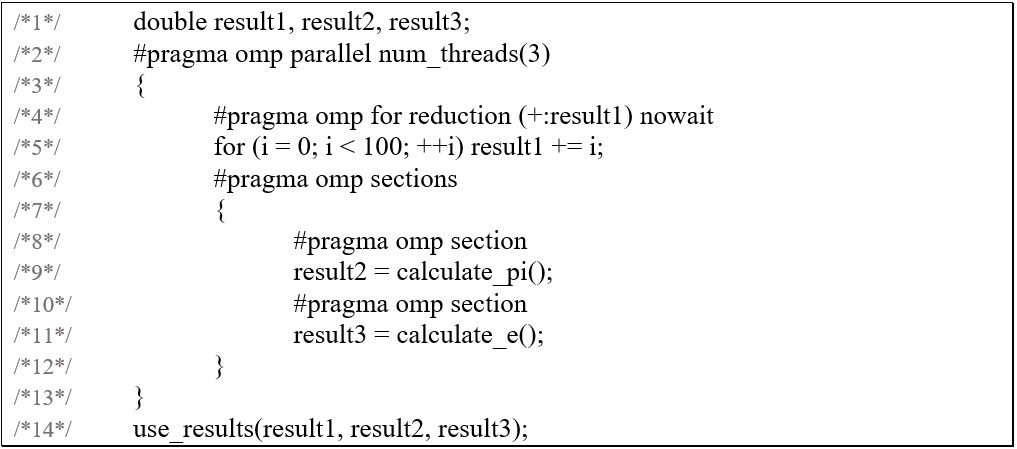 /*1*/ double result1, result2, result3;
/*2*/ #pragma omp parallel num_threads(3)
/*3*/ {
/*4*/ #pragma omp for reduction (+:result1) nowait
/*5*/ for (i = 0; i < 100; ++i) result1 += i;
/*6*/ #pragma omp sections
/*7*/ {
/*8*/ #pragma omp section
/*9*/ result2 = calculate_pi();
/*10*/ #pragma omp section
/*11*/ result3 = calculate_e();
/*12*/ }
/*13*/ }
/*14*/ use_results(result1, result2, result3);